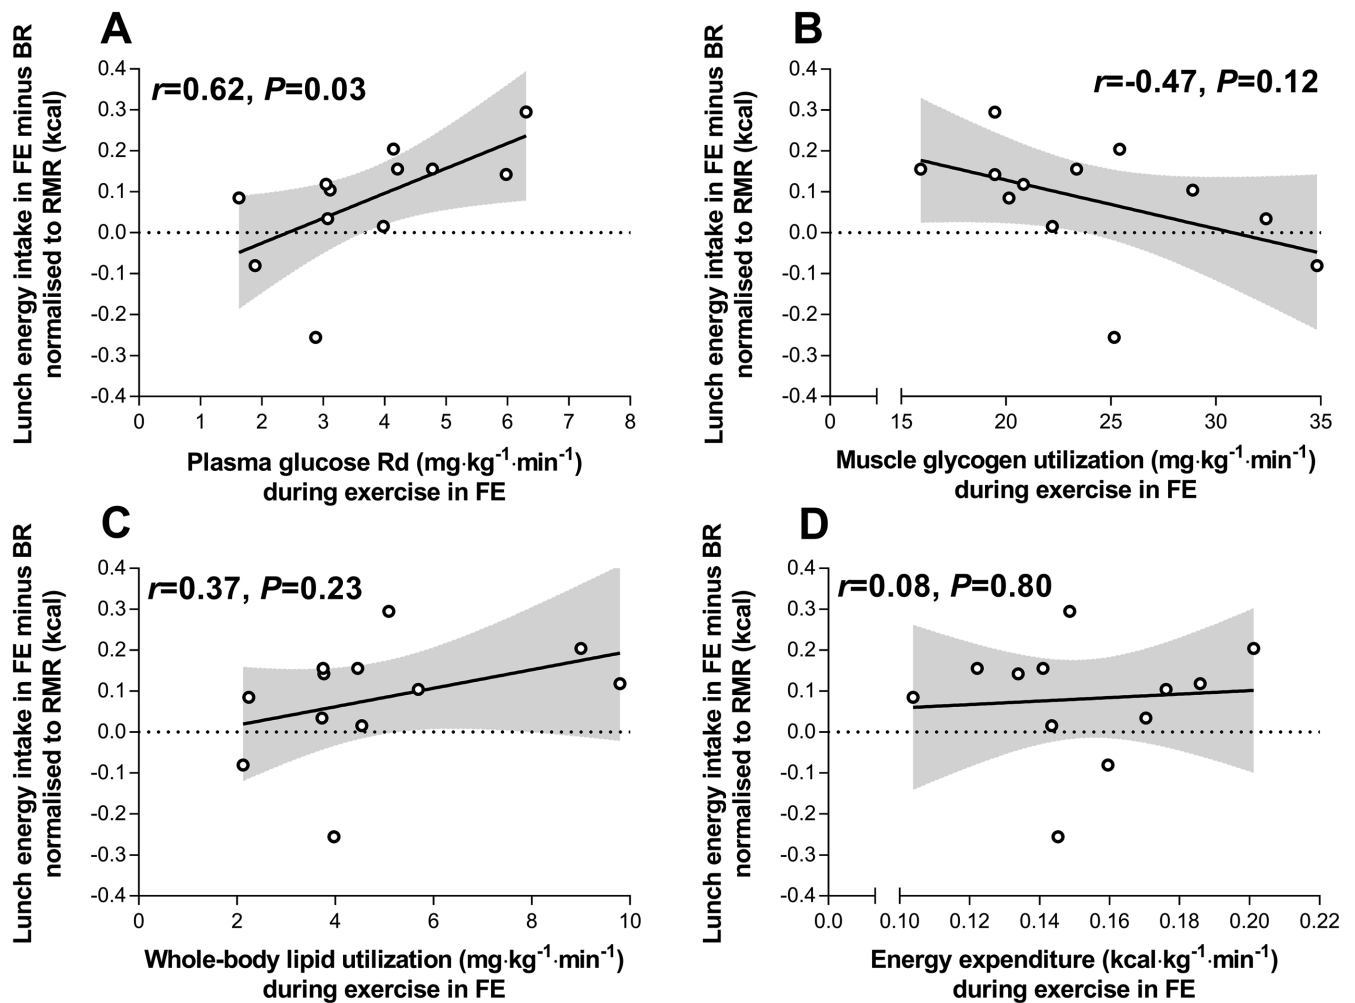 A
Lunch energy intake in FE minus BR
normalised to RMR (kcal)
r=0.62, P=0.03
0.4
0.3
0.2
0.1
0.0
-0.1
-0.2
-0.3
-0.4
0 1 2 3 4 5 6 7 8
Plasma glucose Rd (mg·kg⁻¹·min⁻¹)
during exercise in FE
B
Lunch energy intake in FE minus BR
normalised to RMR (kcal)
r=-0.47, P=0.12
0.4
0.3
0.2
0.1
0.0
-0.1
-0.2
-0.3
-0.4
0 15 20 25 30 35
Muscle glycogen utilization (mg·kg⁻¹·min⁻¹)
during exercise in FE
C
Lunch energy intake in FE minus BR
normalised to RMR (kcal)
r=0.37, P=0.23
0.4
0.3
0.2
0.1
0.0
-0.1
-0.2
-0.3
-0.4
0 2 4 6 8 10
Whole-body lipid utilization (mg·kg⁻¹·min⁻¹)
during exercise in FE
D
Lunch energy intake in FE minus BR
normalised to RMR (kcal)
r=0.08, P=0.80
0.4
0.3
0.2
0.1
0.0
-0.1
-0.2
-0.3
-0.4
0.0 0.10 0.12 0.14 0.16 0.18 0.20 0.22
Energy expenditure (kcal·kg⁻¹·min⁻¹)
during exercise in FE